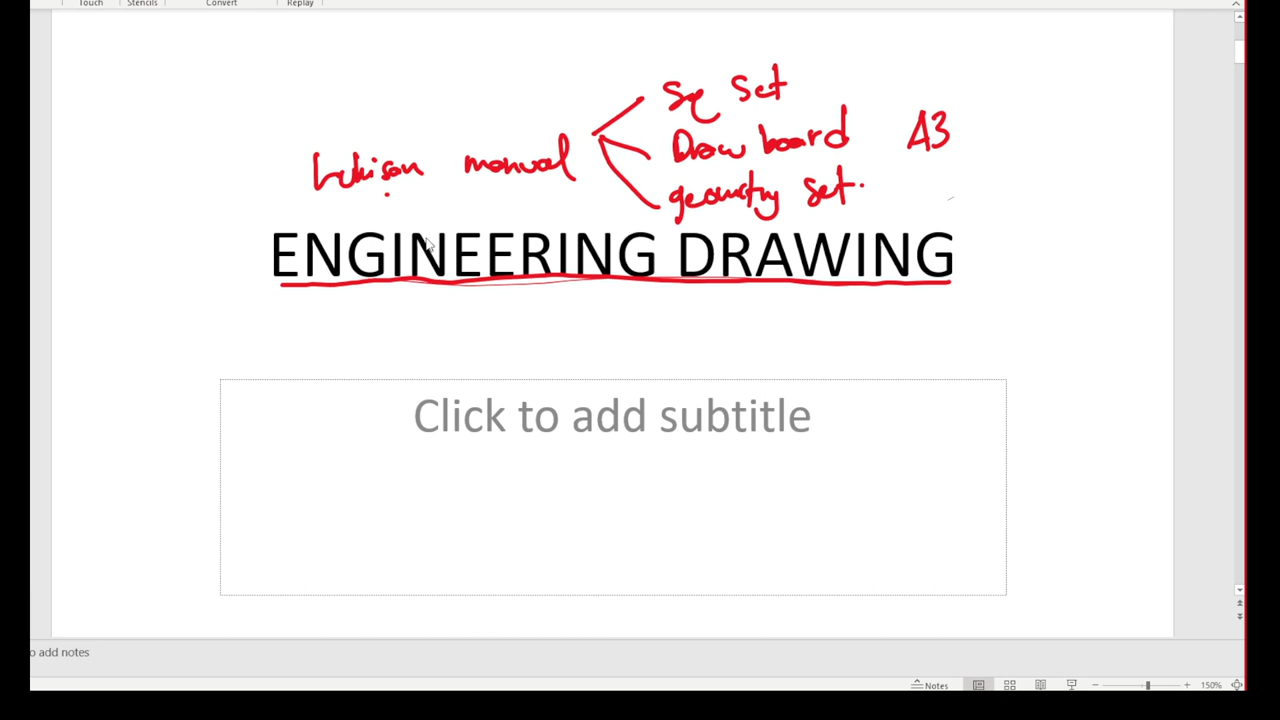 Touch Stencils Convert Replay
Sq Set
Draw board A3
manual
geometry set.
ENGINEERING DRAWING
Click to add subtitle
o add notes
Notes 150%